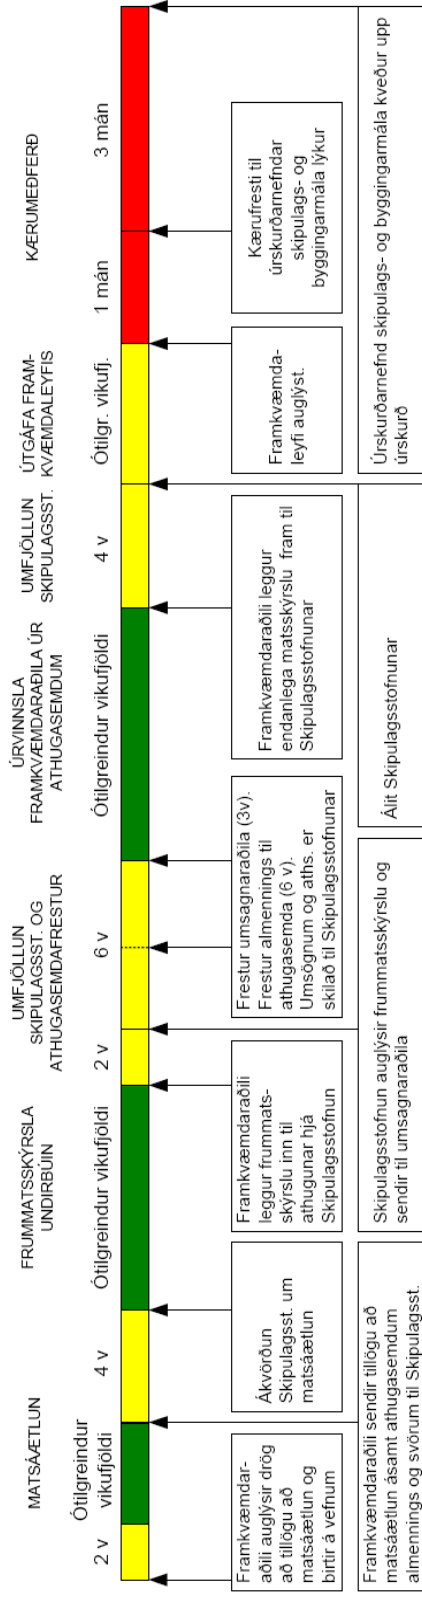 MATSÁÆTLUN
FRUMMATSSKÝRSLA
UNDIRBÚIN
UMFJÖLLUN
SKIPULAGSST. OG
ATHUGASEMDAFRESTUR
ÚRVINNSLA
FRAMKVÆMDARAÐILA ÚR
ATHUGASEMDUM
UMFJÖLLUN
SKIPULAGSST.
ÚTGÁFA FRAM-
KVÆMDALEYFIS
KÆRUMEÐFERÐ
2 v
Ótilgreindur
vikufjöldi
4 v
Ótilgreindur vikufjöldi
2 v
6 v
Ótilgreindur vikufjöldi
4 v
Ótilgr. vikufj.
1 mán
3 mán
Framkvæmdar-
aðili auglýsir drög
að tillögu að
matsáætlun og
birtir á vefnum
Ákvörðun
Skipulagsst. um
matsáætlun
Framkvæmdaraðili
leggur frummats-
skýrslu inn til
athugunar hjá
Skipulagsstofnun
Frestur umsagnaraðila (3v).
Frestur almennings til
athugasemda (6 v).
Umsögnum og aths. er
skilað til Skipulagsstofnunar
Framkvæmdaraðili leggur
endanlega matsskýrslu fram til
Skipulagsstofnunar
Framkvæmda-
leyfi auglýst.
Kærufresti til
úrskurðarnefndar
skipulags- og
byggingarmála lýkur
Framkvæmdaraðili sendir tillögu að
matsáætlun ásamt athugasemdum
almennings og svörum til Skipulagsst.
Skipulagsstofnun auglýsir frummatsskýrslu og
sendir til umsagnaraðila
Álit Skipulagsstofnunar
Úrskurðarnefnd skipulags- og byggingarmála kveður upp
úrskurð